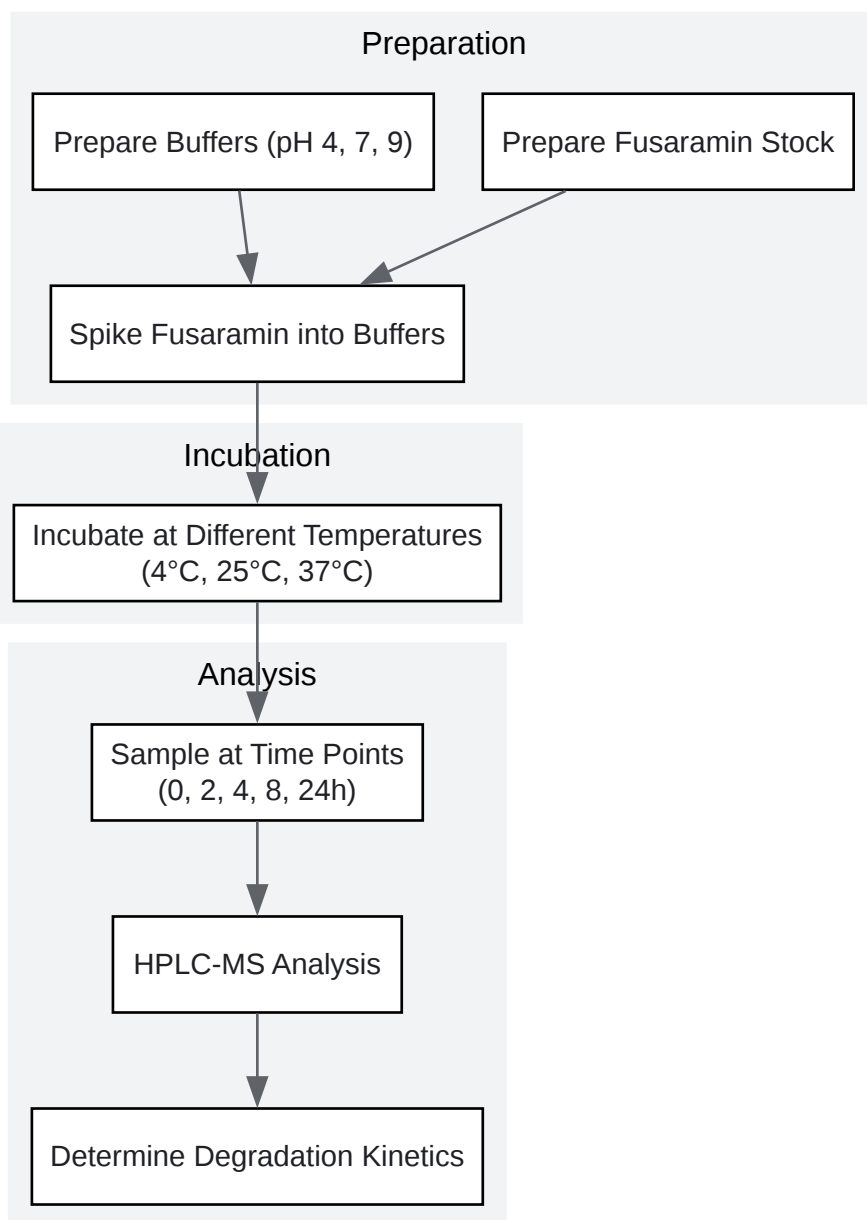 Preparation
Prepare Buffers (pH 4, 7, 9)
Prepare Fusaramin Stock
Spike Fusaramin into Buffers
Incubation
Incubate at Different Temperatures
(4°C, 25°C, 37°C)
Analysis
Sample at Time Points
(0, 2, 4, 8, 24h)
HPLC-MS Analysis
Determine Degradation Kinetics